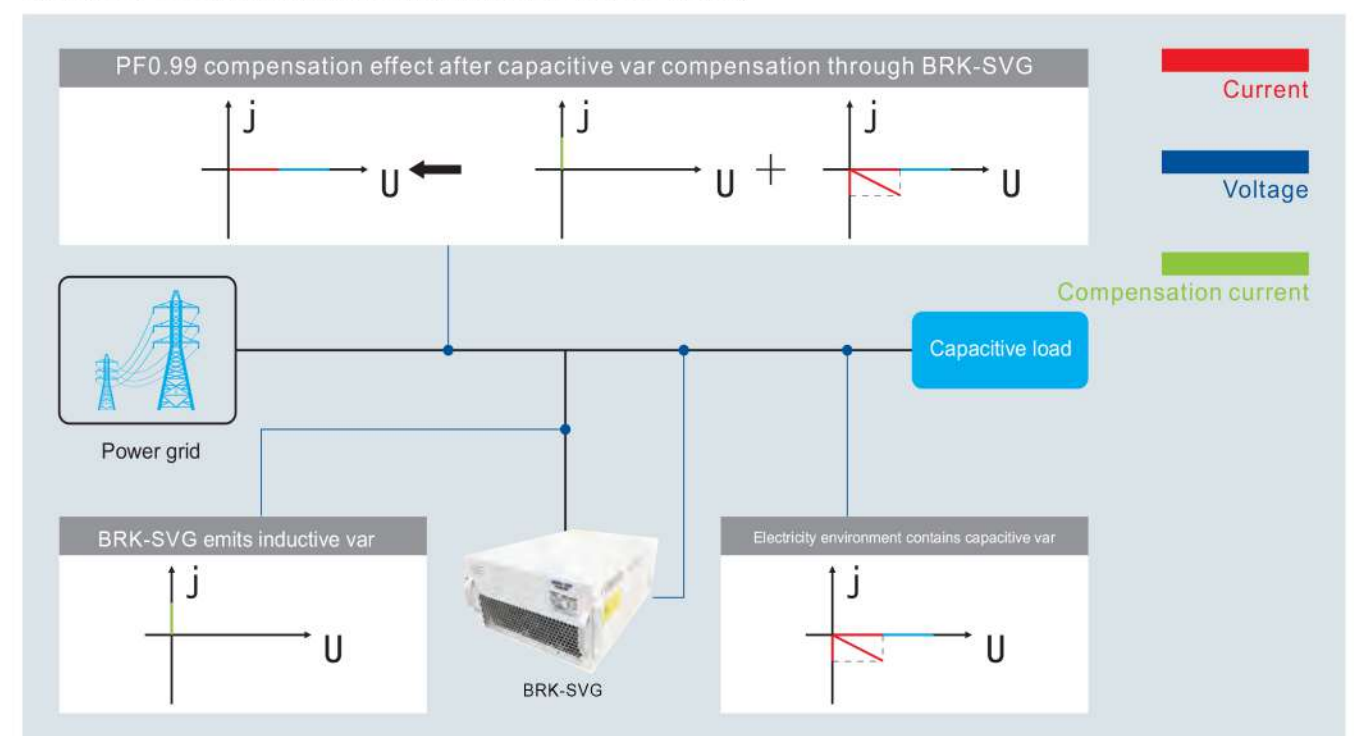 PF0.99 compensation effect after capacitive var compensation through BRK-SVG
j
U
j
U
+
j
U
Current
Voltage
Compensation current
Power grid
Capacitive load
BRK-SVG emits inductive var
j
U
BRK-SVG
Electricity environment contains capacitive var
j
U